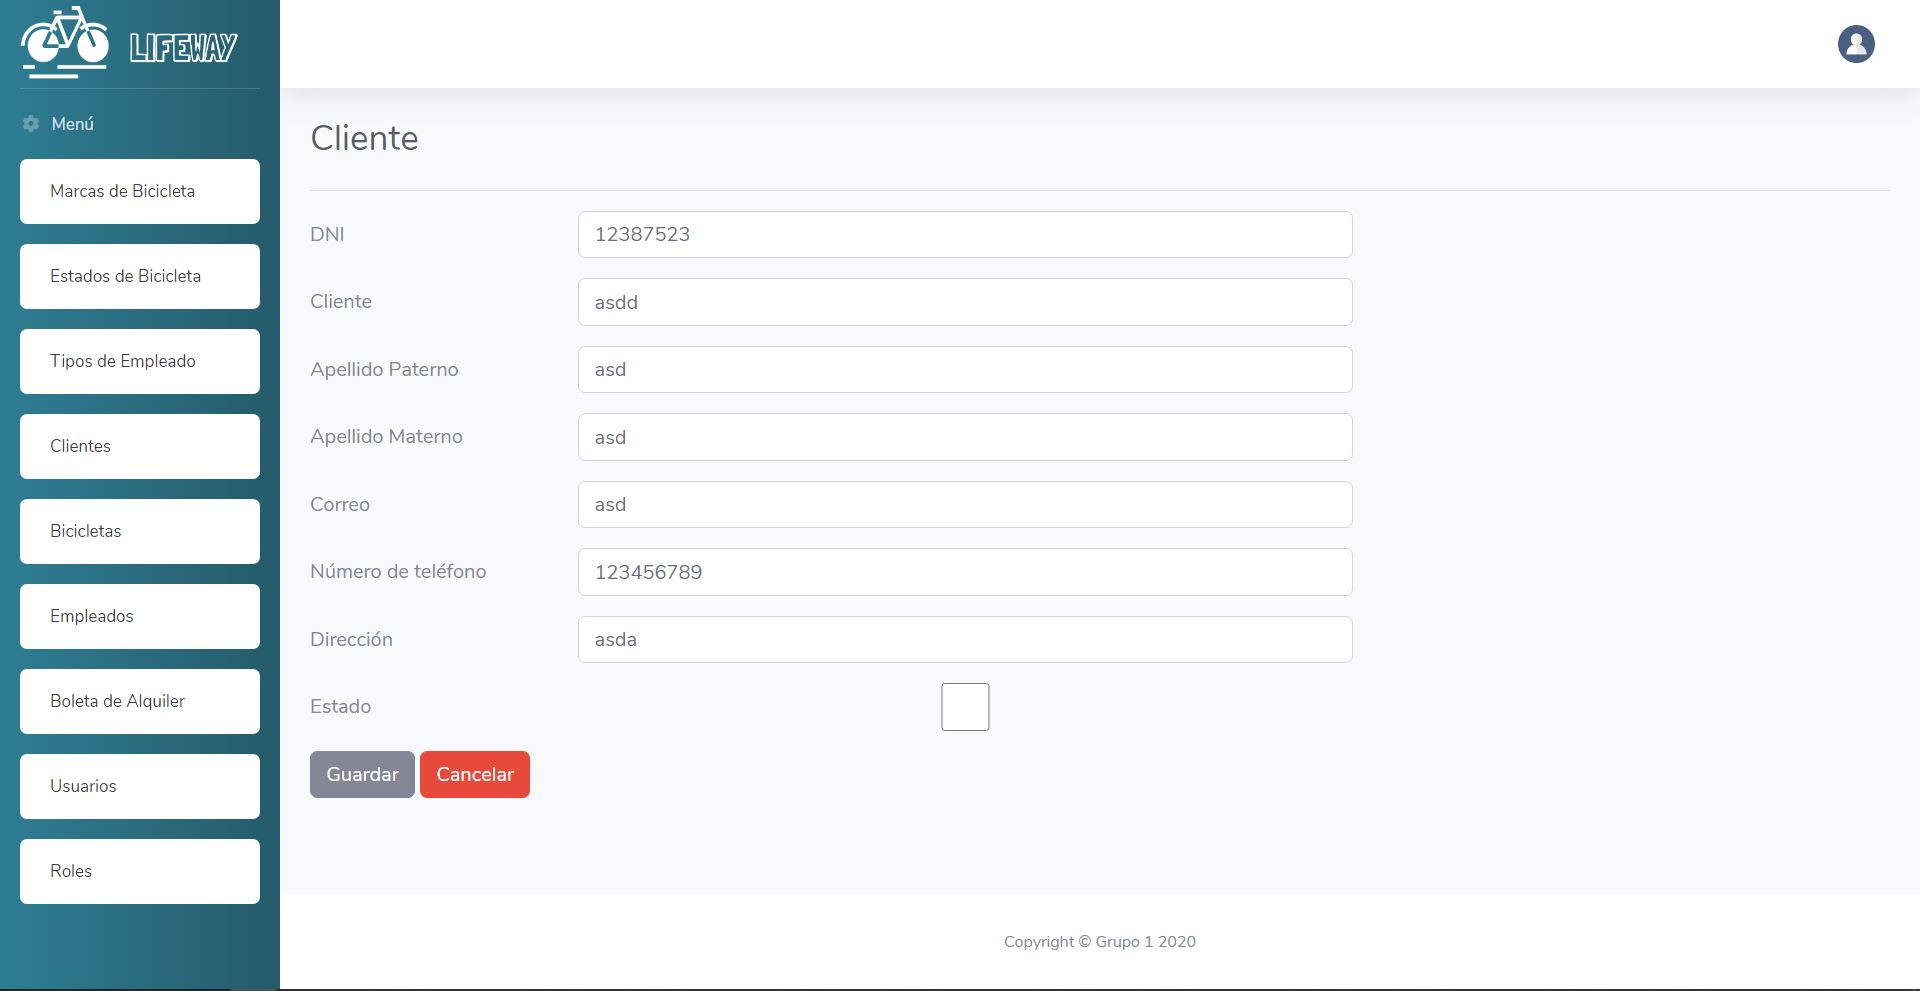 LIFEWAY
Menú
Marcas de Bicicleta
Estados de Bicicleta
Tipos de Empleado
Clientes
Bicicletas
Empleados
Boleta de Alquiler
Usuarios
Roles
Cliente
DNI 12387523
Cliente asdd
Apellido Paterno asd
Apellido Materno asd
Correo asd
Número de teléfono 123456789
Dirección asda
Estado
Guardar Cancelar
Copyright © Grupo 1 2020